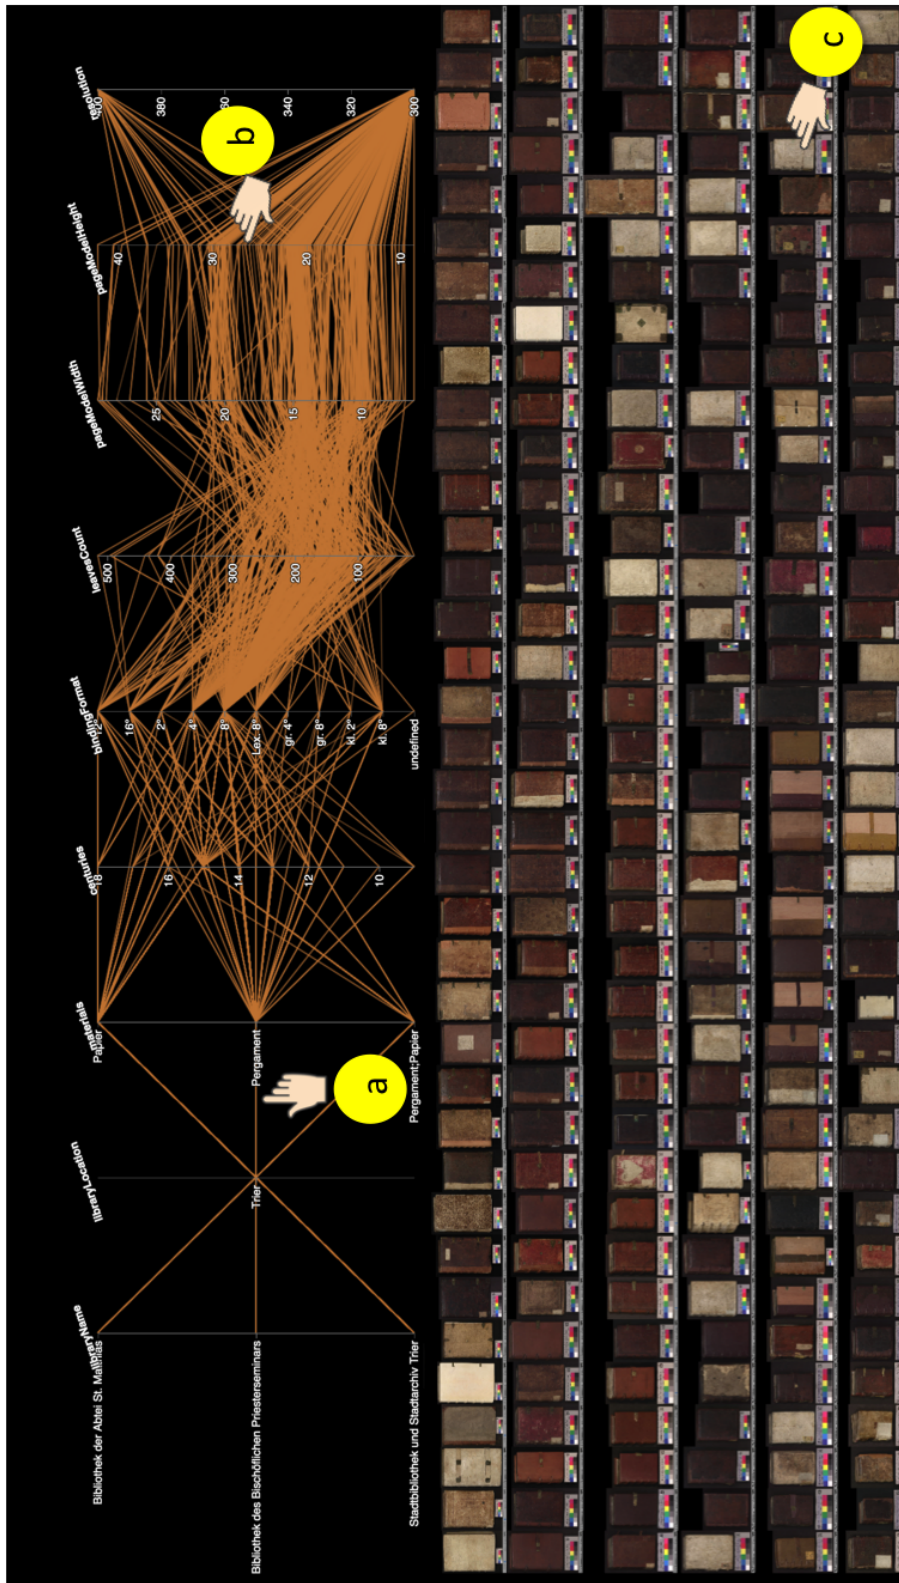 libraryName
Bibliothek der Abtei St. Matthias
Bibliothek des Bischöflichen Priesterseminars
Stadtbibliothek und Stadtarchiv Trier
libraryLocation
Trier
materials
Papier
Pergament
Pergament;Papier
centuries
18
16
14
12
10
bindingFormat
12°
16°
2°
4°
8°
Lex. 8°
gr. 4°
gr. 8°
kl. 2°
kl. 8°
undefined
leavesCount
500
400
300
200
100
pageModelWidth
25
20
15
10
pageModelHeight
40
30
20
10
resolution
400
380
360
340
320
300
a
b
c